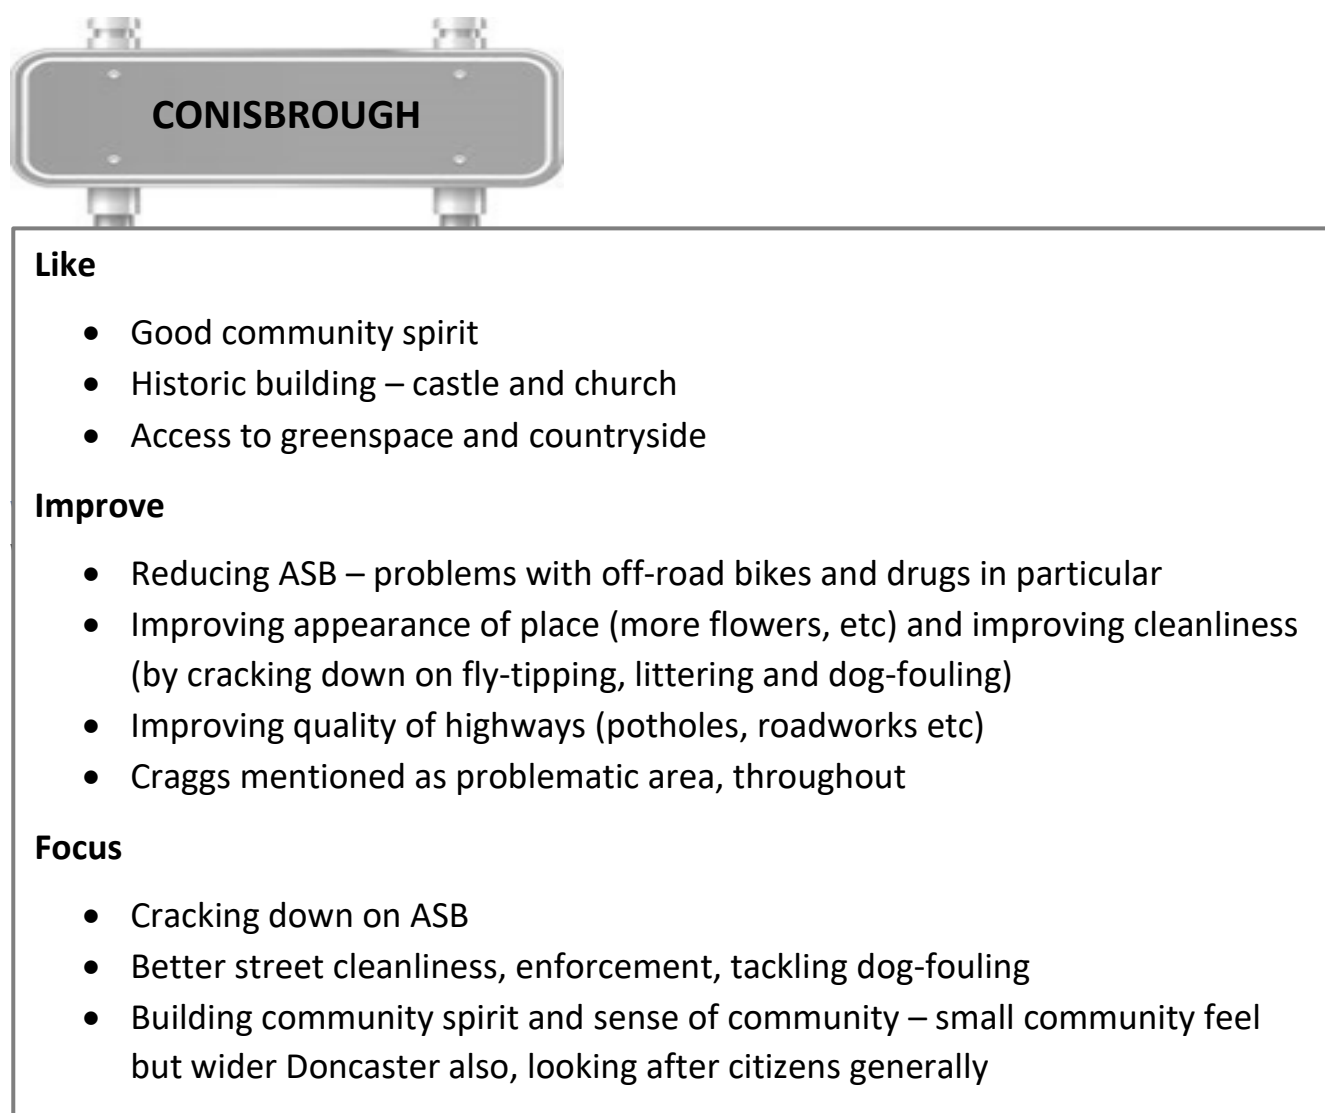 CONISBROUGH
Like
• Good community spirit
• Historic building – castle and church
• Access to greenspace and countryside
Improve
• Reducing ASB – problems with off-road bikes and drugs in particular
• Improving appearance of place (more flowers, etc) and improving cleanliness
(by cracking down on fly-tipping, littering and dog-fouling)
• Improving quality of highways (potholes, roadworks etc)
• Craggs mentioned as problematic area, throughout
Focus
• Cracking down on ASB
• Better street cleanliness, enforcement, tackling dog-fouling
• Building community spirit and sense of community – small community feel
but wider Doncaster also, looking after citizens generally